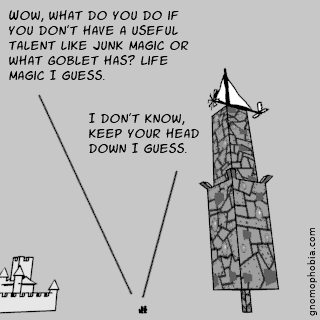 WOW, WHAT DO YOU DO IF
YOU DON'T HAVE A USEFUL
TALENT LIKE JUNK MAGIC OR
WHAT GOBLET HAS? LIFE
MAGIC I GUESS.
I DON'T KNOW,
KEEP YOUR HEAD
DOWN I GUESS.
gnomophobia.com